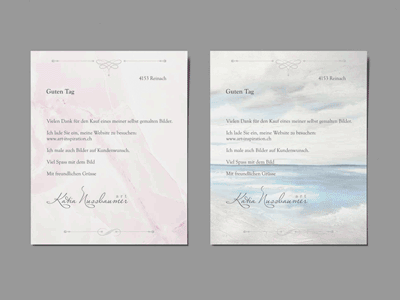 4153 Reinach
Guten Tag
Vielen Dank für den Kauf eines meiner selbst gemalten Bilder.
Ich lade Sie ein, meine Website zu besuchen:
www.art-inspiration.ch
Ich male auch Bilder auf Kundenwunsch.
Viel Spass mit dem Bild
Mit freundlichen Grüsse
art
Katia Nussbaumer
4153 Reinach
Guten Tag
Vielen Dank für den Kauf eines meiner selbst gemalten Bilder.
Ich lade Sie ein, meine Website zu besuchen:
www.art-inspiration.ch
Ich male auch Bilder auf Kundenwunsch.
Viel Spass mit dem Bild
Mit freundlichen Grüsse
art
Katia Nussbaumer